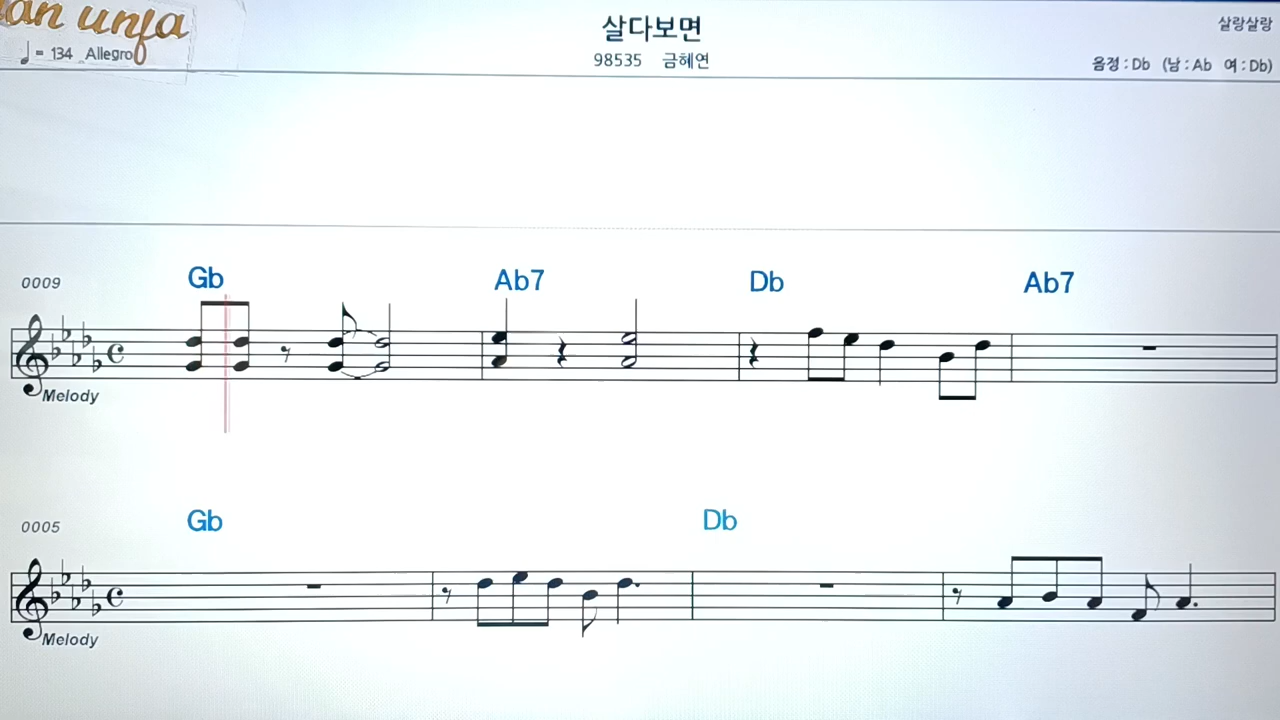 an unja
♩ = 134 Allegro
살다보면
98535 금혜연
살랑살랑
음정 : Db (남 : Ab 여 : Db)
0009
Gb Ab7 Db Ab7
Melody
0005
Gb Db
Melody